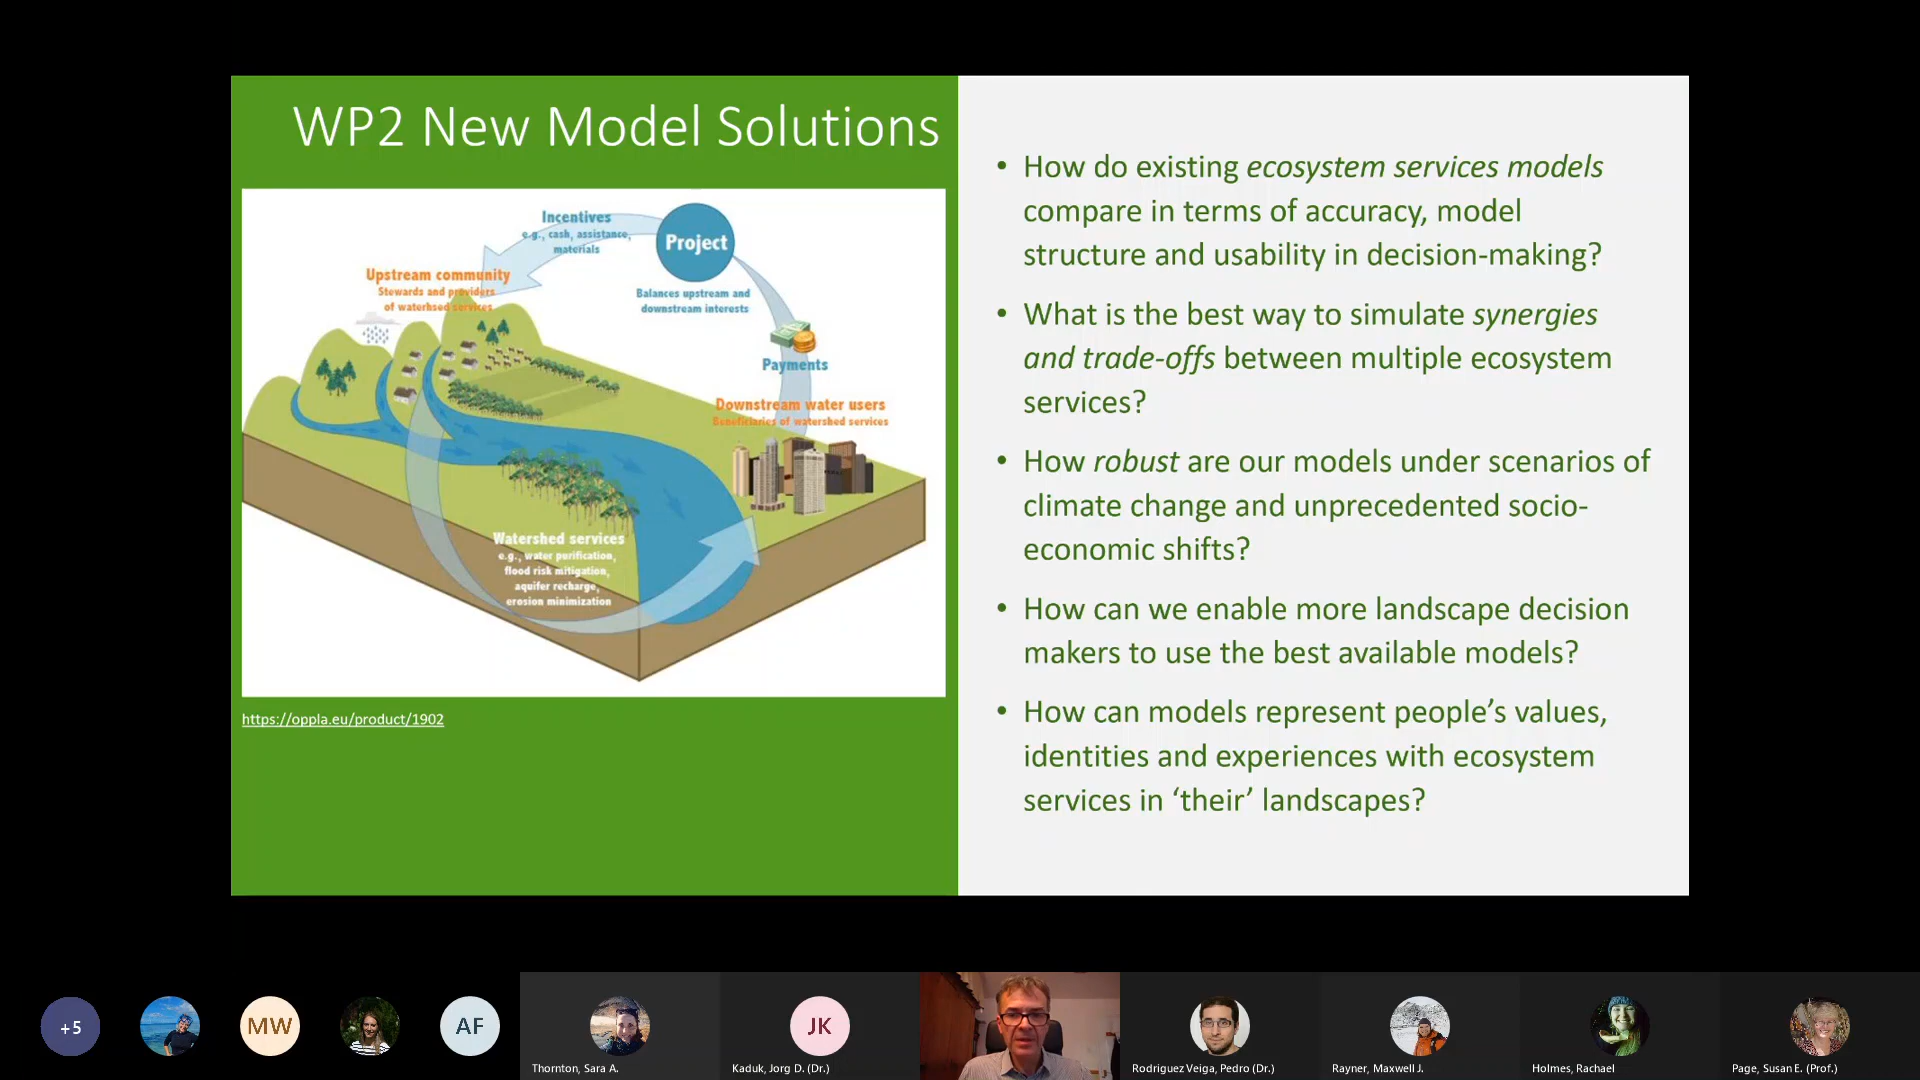 WP2 New Model Solutions
Incentives
e.g., cash, assistance,
materials
Project
Balances upstream and
downstream interests
Upstream community
Stewards and providers
of waterhsed services
Payments
Downstream water users
Beneficiaries of watershed services
Watershed services
e.g., water purification,
flood risk mitigation,
aquifer recharge,
erosion minimization
https://oppla.eu/product/1902
• How do existing ecosystem services models
compare in terms of accuracy, model
structure and usability in decision-making?
• What is the best way to simulate synergies
and trade-offs between multiple ecosystem
services?
• How robust are our models under scenarios of
climate change and unprecedented socio-
economic shifts?
• How can we enable more landscape decision
makers to use the best available models?
• How can models represent people’s values,
identities and experiences with ecosystem
services in ‘their’ landscapes?
+5
MW
AF
Thornton, Sara A.
JK
Kaduk, Jorg D. (Dr.)
Rodriguez Veiga, Pedro (Dr.)
Rayner, Maxwell J.
Holmes, Rachael
Page, Susan E. (Prof.)